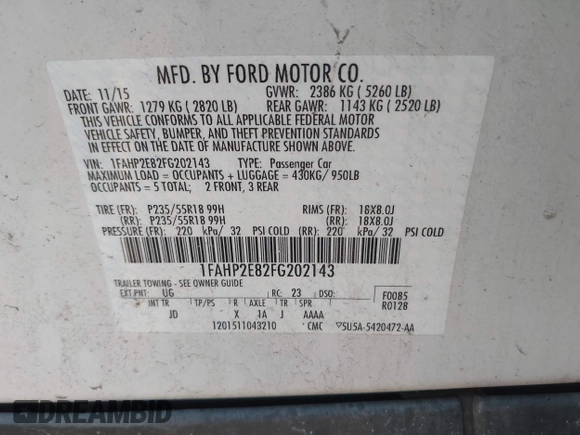 MFD. BY FORD MOTOR CO.
DATE: 11/15 GVWR: 2386 KG ( 5260 LB)
FRONT GAWR: 1279 KG ( 2820 LB) REAR GAWR: 1143 KG ( 2520 LB)
THIS VEHICLE CONFORMS TO ALL APPLICABLE FEDERAL MOTOR
VEHICLE SAFETY, BUMPER, AND THEFT PREVENTION STANDARDS
IN EFFECT ON THE DATE OF MANUFACTURE SHOWN ABOVE.
VIN: 1FAHP2E82FG202143 TYPE: Passenger Car
MAXIMUM LOAD = OCCUPANTS + LUGGAGE = 430KG/ 950LB
OCCUPANTS = 5 TOTAL: 2 FRONT, 3 REAR
TIRE (FR): P235/55R18 99H RIMS (FR): 18X8.0J
(RR): P235/55R18 99H (RR): 18X8.0J
PRESSURE (FR): 220 kPa/ 32 PSI COLD (RR): 220 kPa/ 32 PSI COLD
1FAHP2E82FG202143
TRAILER TOWING - SEE OWNER GUIDE
EXT PNT: UG RC: 23 DSO: F0085
INT TR TP/PS R AXLE TR SPR R0128
JD X 1A J AAAA
1201511043210 CMC ▽5U5A-5420472-AA
DREAMBID